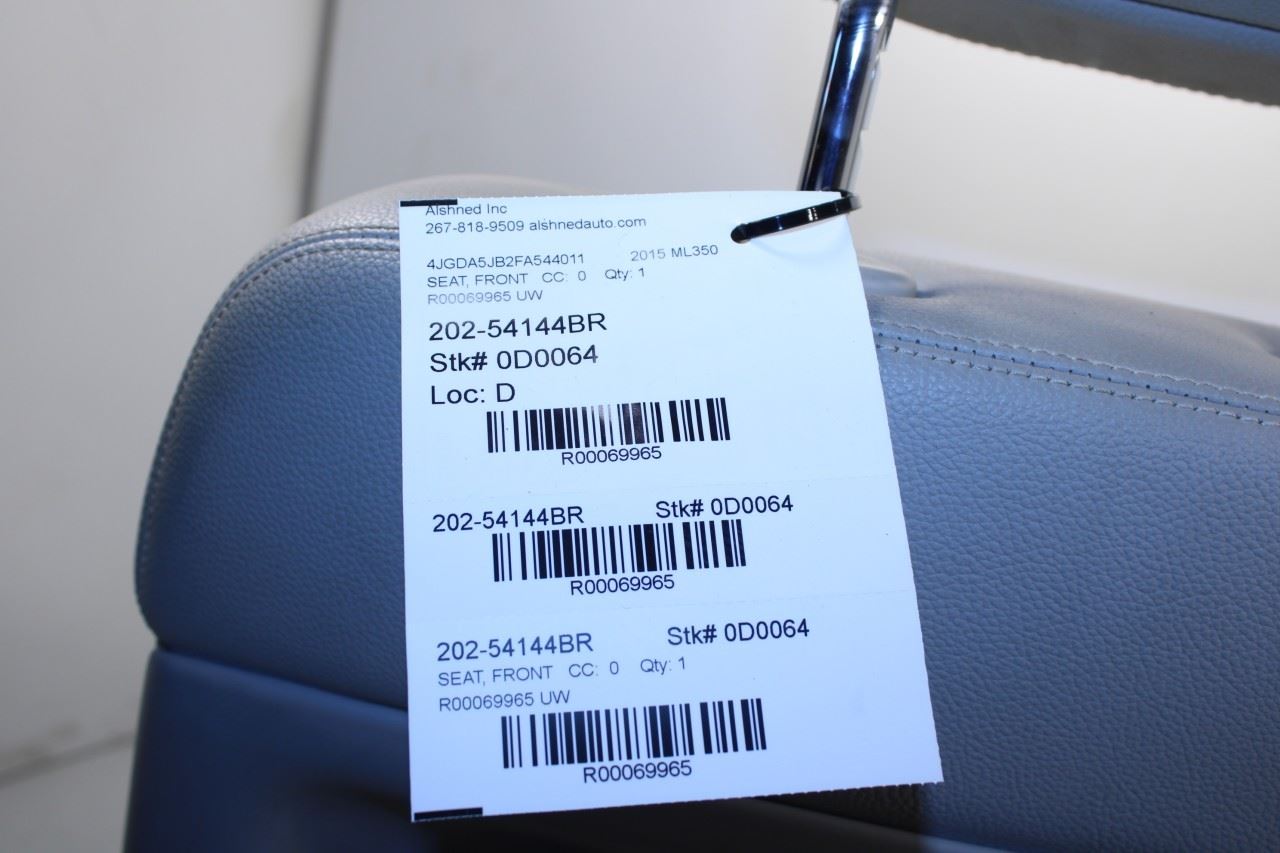 Alshned Inc
267-818-9509 alshnedauto.com
4JGDA5JB2FA544011 2015 ML350
SEAT, FRONT CC: 0 Qty: 1
R00069965 UW
202-54144BR
Stk# 0D0064
Loc: D
R00069965
202-54144BR Stk# 0D0064
R00069965
202-54144BR Stk# 0D0064
SEAT, FRONT CC: 0 Qty: 1
R00069965 UW
R00069965